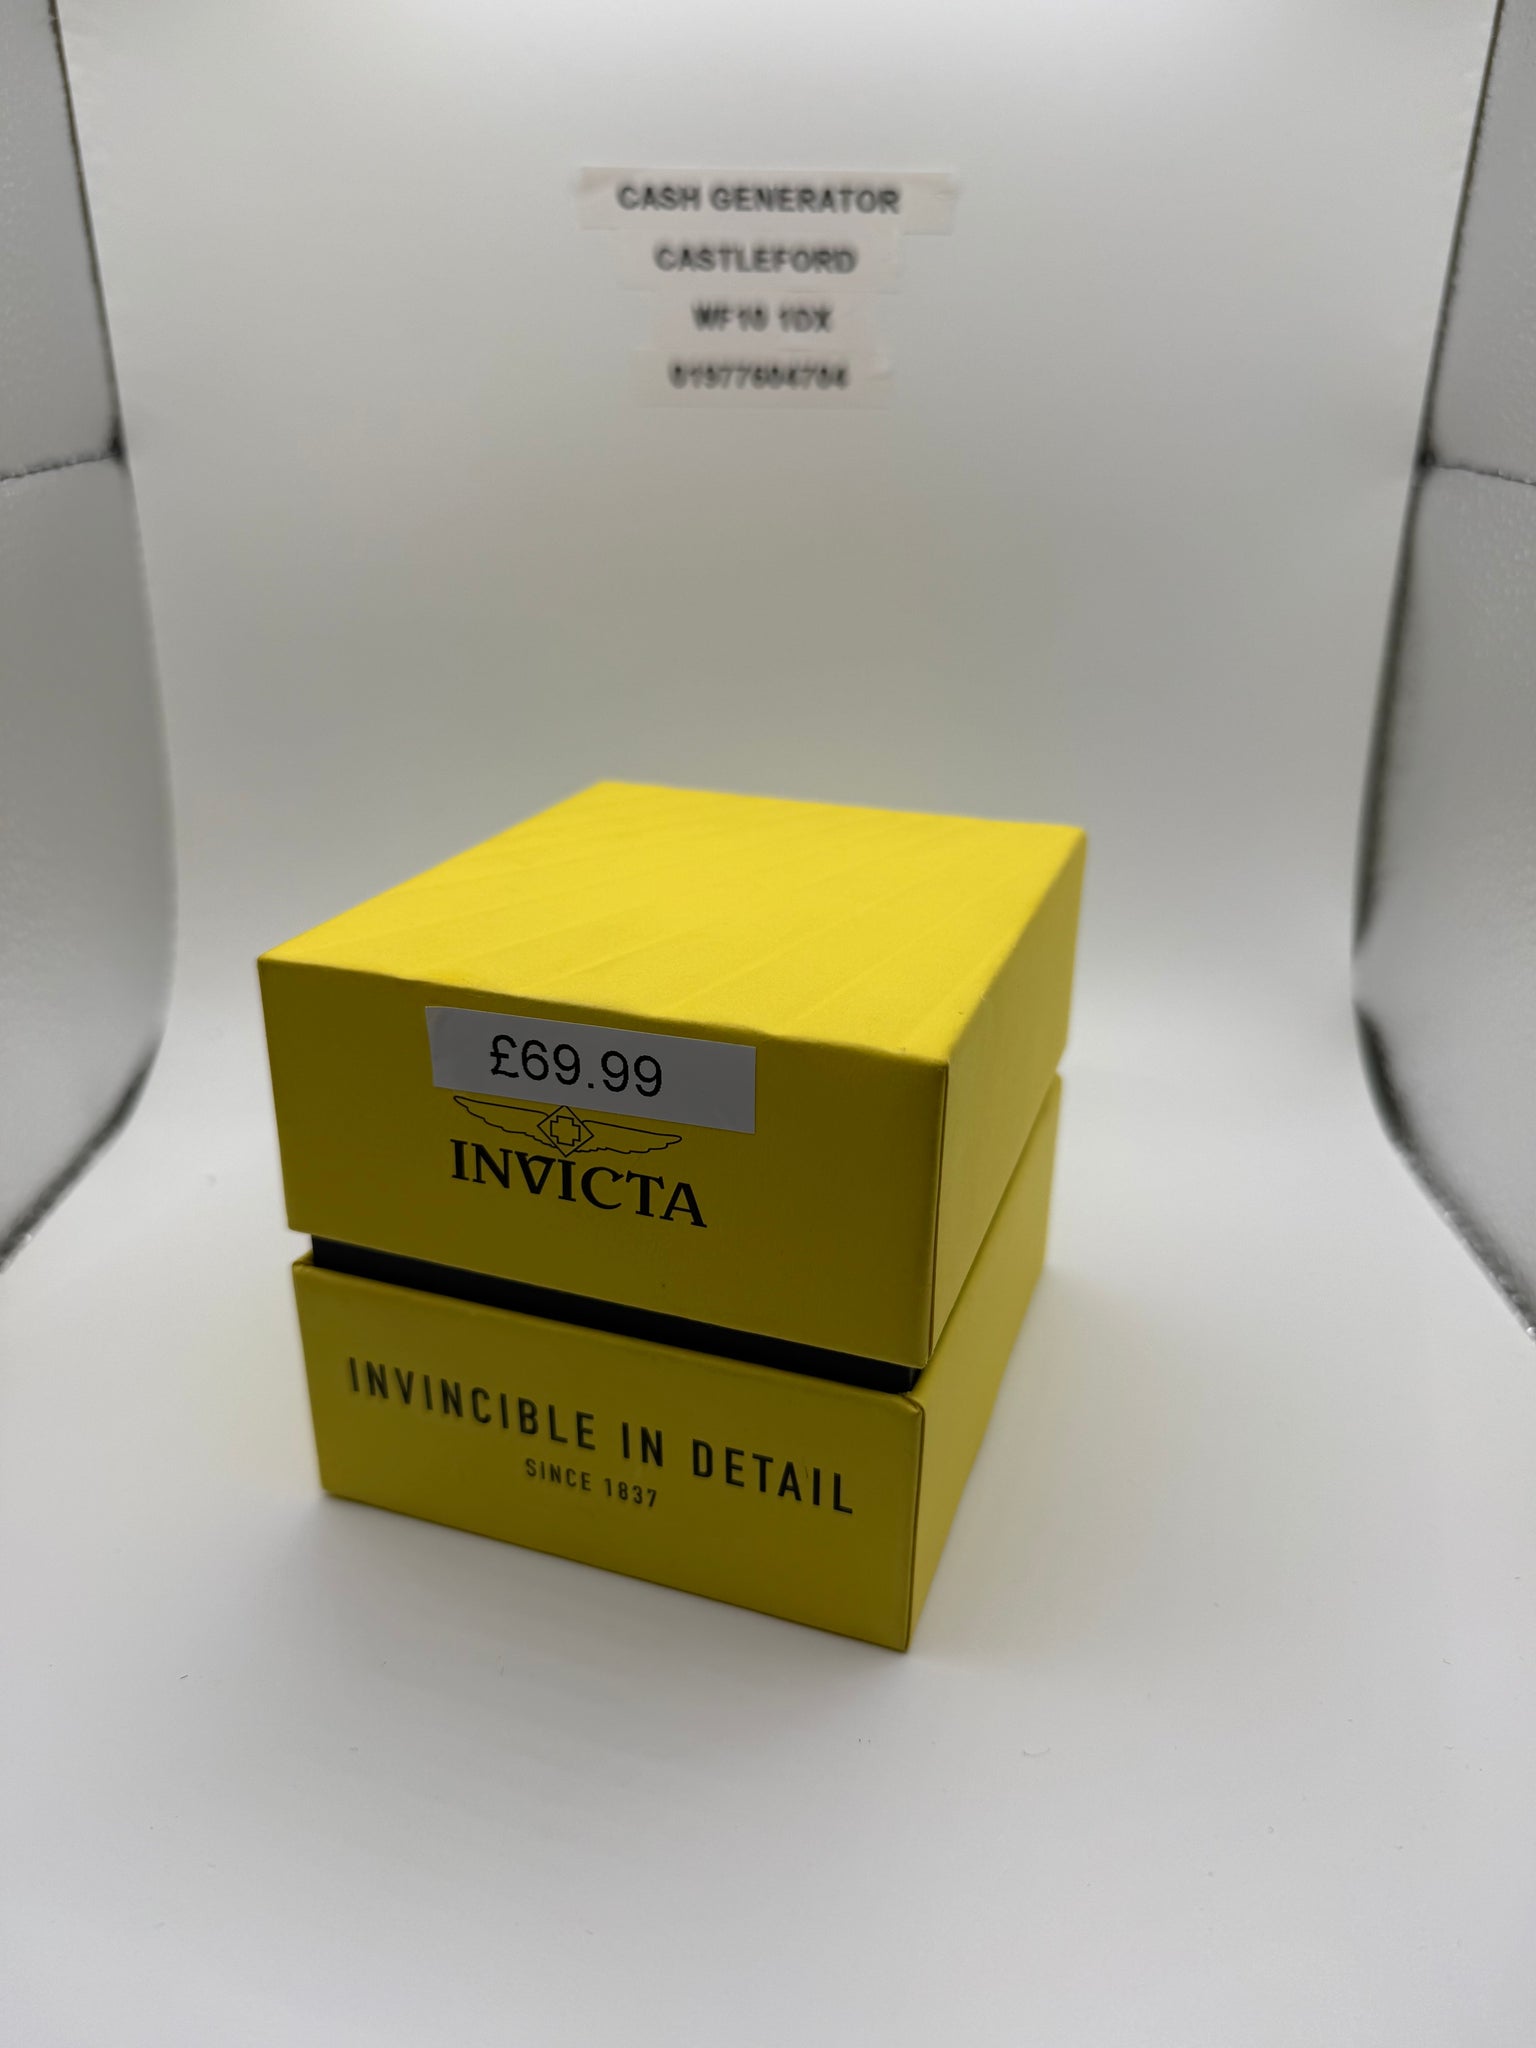 CASH GENERATOR
CASTLEFORD
WF10 1DX
£69.99
INVICTA
INVINCIBLE IN DETAIL
SINCE 1837